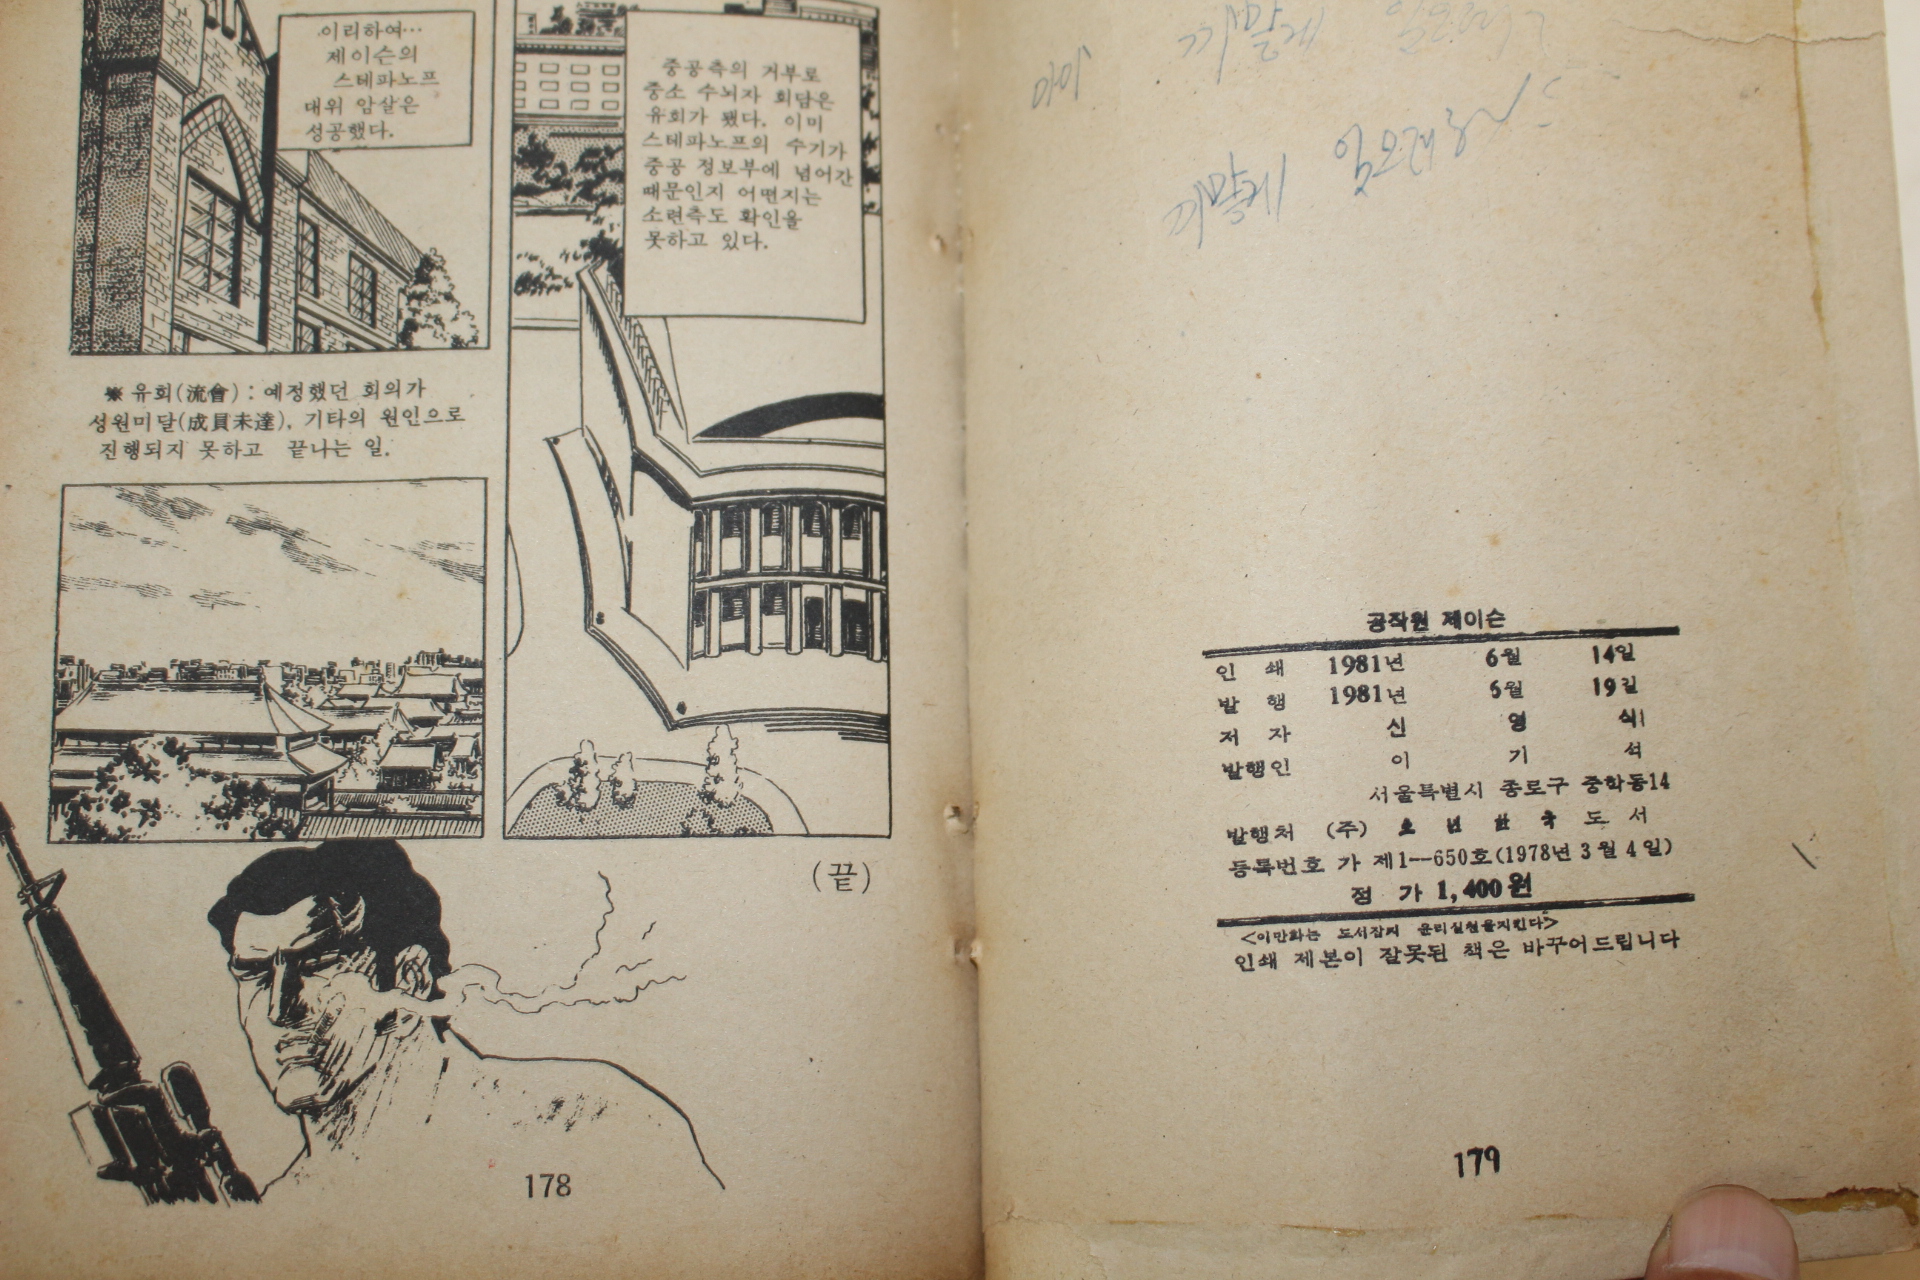 이리하여…
제이슨의
스테파노프
대위 암살은
성공했다.
중공측의 거부로
중소 수뇌자 회담은
유회가 됐다. 이미
스테파노프의 수기가
중공 정보부에 넘어간
때문인지 어떤지는
소련측도 확인을
못하고 있다.
※ 유회(流會) : 예정했던 회의가
성원미달(成員未達), 기타의 원인으로
진행되지 못하고 끝나는 일.
(끝)
178
공작원 제이슨
인 쇄 1981년 6월 14일
발 행 1981년 6월 19일
저 자 신 영 식
발행인 이 기 석
서울특별시 종로구 중학동14
발행처 (주) 소 년 한 국 도 서
등록번호 가 제1--650호(1978년 3월 4일)
정 가 1,400원
<이만화는 도서잡지 윤리실천을지킨다>
인쇄 제본이 잘못된 책은 바꾸어드립니다
179